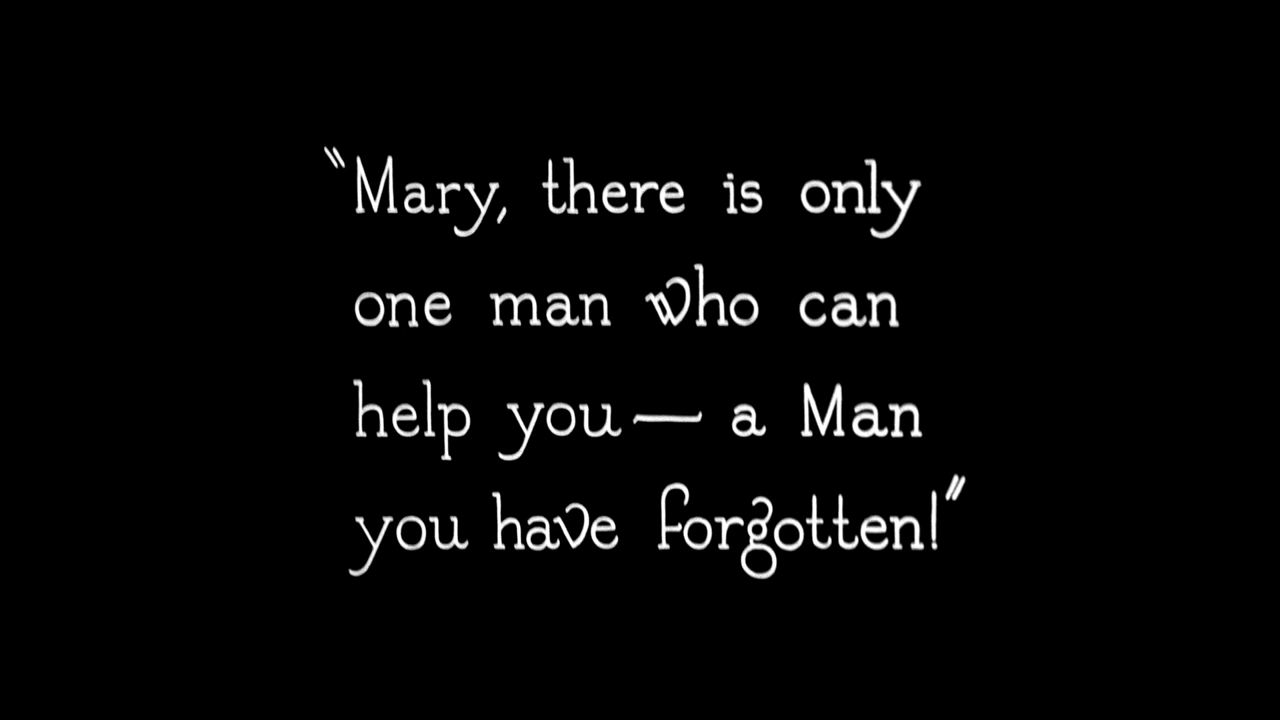 "Mary, there is only
one man who can
help you— a Man
you have forgotten!"